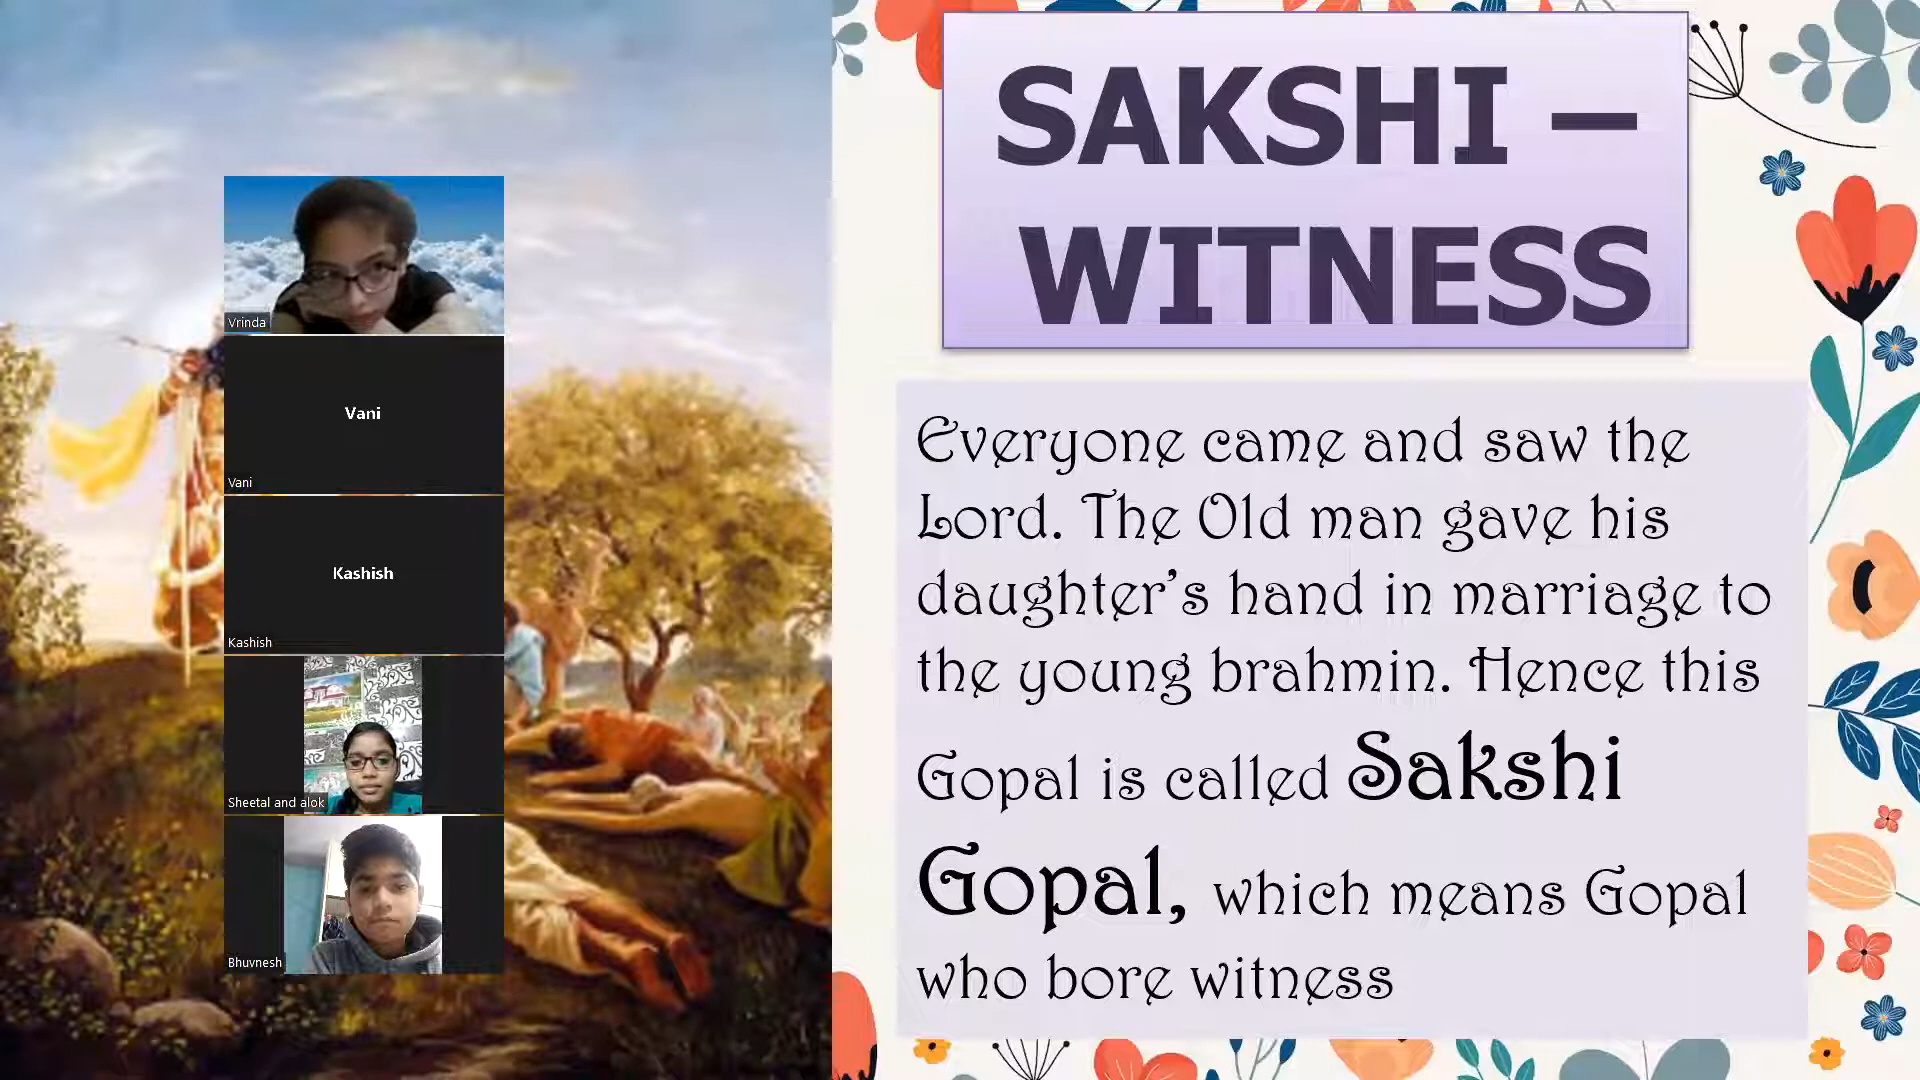 SAKSHI –
WITNESS
Everyone came and saw the
Lord. The Old man gave his
daughter’s hand in marriage to
the young brahmin. Hence this
Gopal is called Sakshi
Gopal, which means Gopal
who bore witness
Vrinda
Vani
Vani
Kashish
Kashish
Sheetal and alok
Bhuvnesh